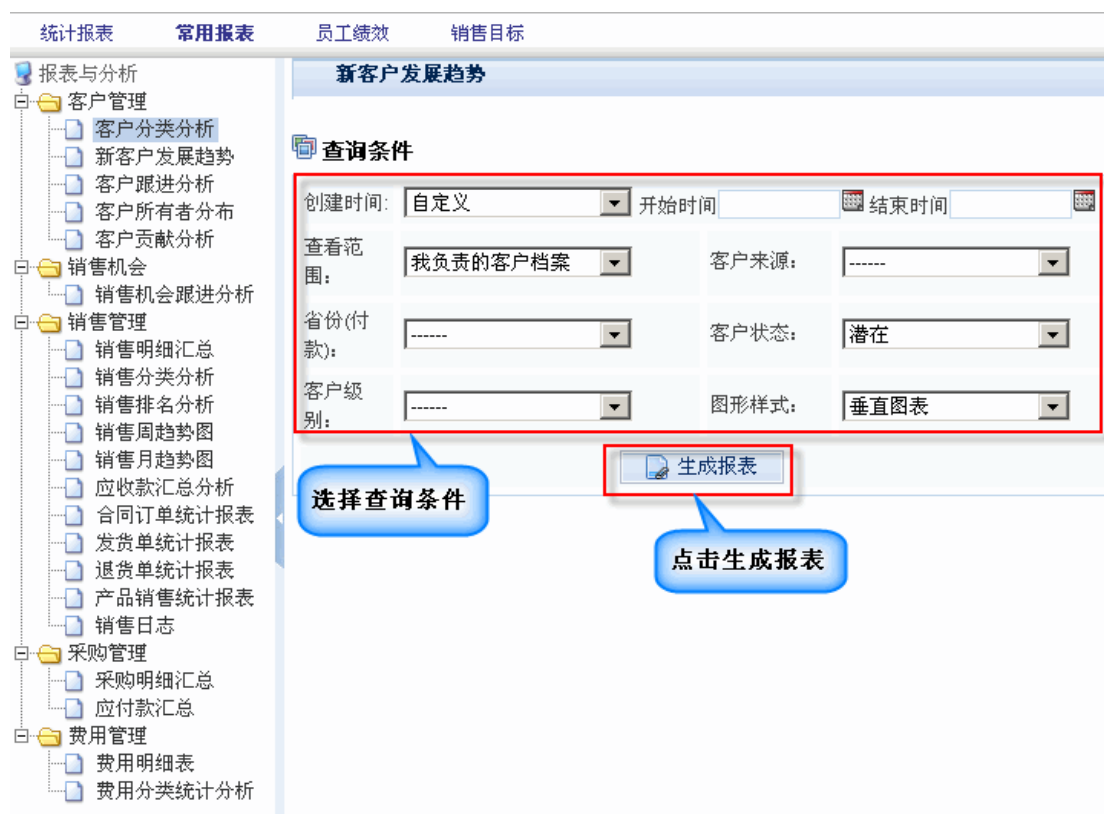 统计报表 常用报表 员工绩效 销售目标
报表与分析
客户管理
客户分类分析
新客户发展趋势
客户跟进分析
客户所有者分布
客户贡献分析
销售机会
销售机会跟进分析
销售管理
销售明细汇总
销售分类分析
销售排名分析
销售周趋势图
销售月趋势图
应收款汇总分析
合同订单统计报表
发货单统计报表
退货单统计报表
产品销售统计报表
销售日志
采购管理
采购明细汇总
应付款汇总
费用管理
费用明细表
费用分类统计分析
新客户发展趋势
查询条件
创建时间: 自定义 开始时间 结束时间
查看范
围: 我负责的客户档案 客户来源: ------
省份(付
款): ------ 客户状态: 潜在
客户级
别: ------ 图形样式: 垂直图表
生成报表
选择查询条件
点击生成报表